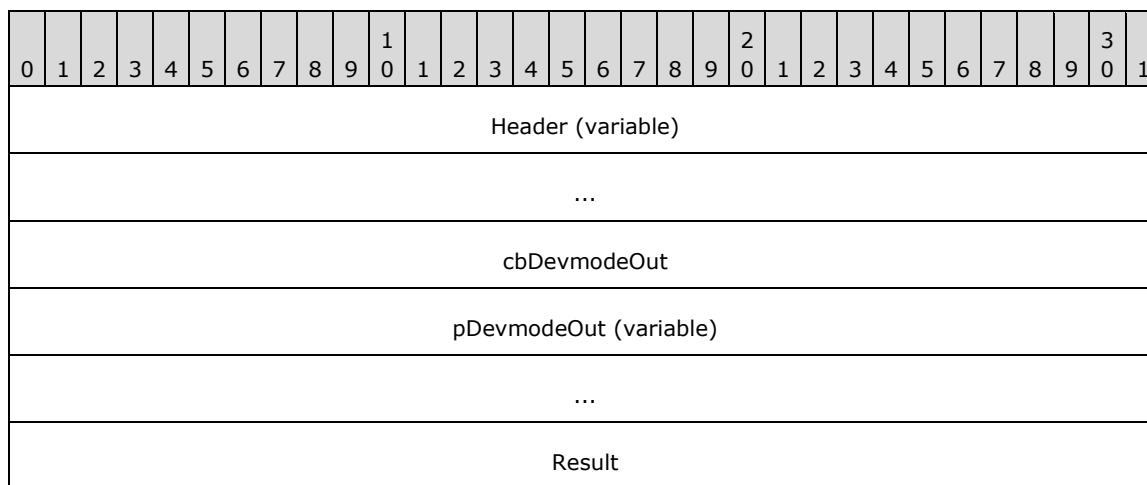 1 2 3
0 1 2 3 4 5 6 7 8 9 0 1 2 3 4 5 6 7 8 9 0 1 2 3 4 5 6 7 8 9 0 1
Header (variable)
...
cbDevmodeOut
pDevmodeOut (variable)
...
Result